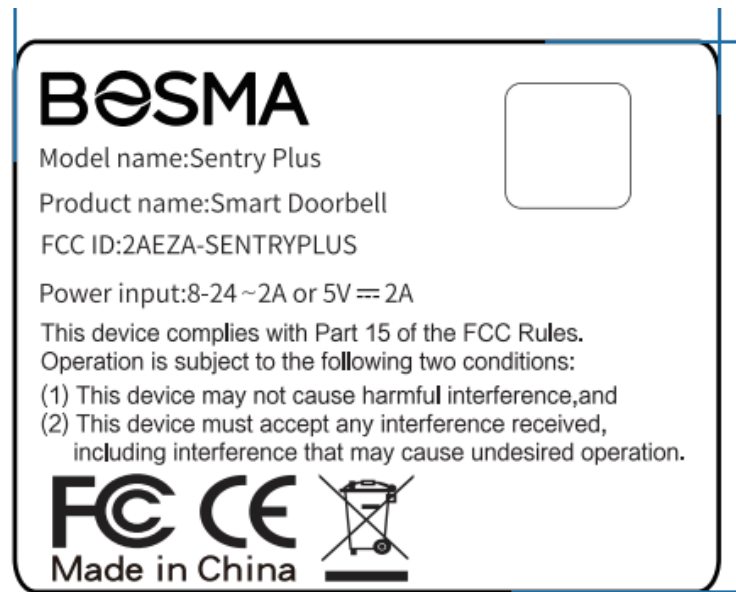 BOSMA
Model name:Sentry Plus
Product name:Smart Doorbell
FCC ID:2AEZA-SENTRYPLUS
Power input:8-24~2A or 5V⎓2A
This device complies with Part 15 of the FCC Rules.
Operation is subject to the following two conditions:
(1) This device may not cause harmful interference,and
(2) This device must accept any interference received,
including interference that may cause undesired operation.
FC CE
Made in China